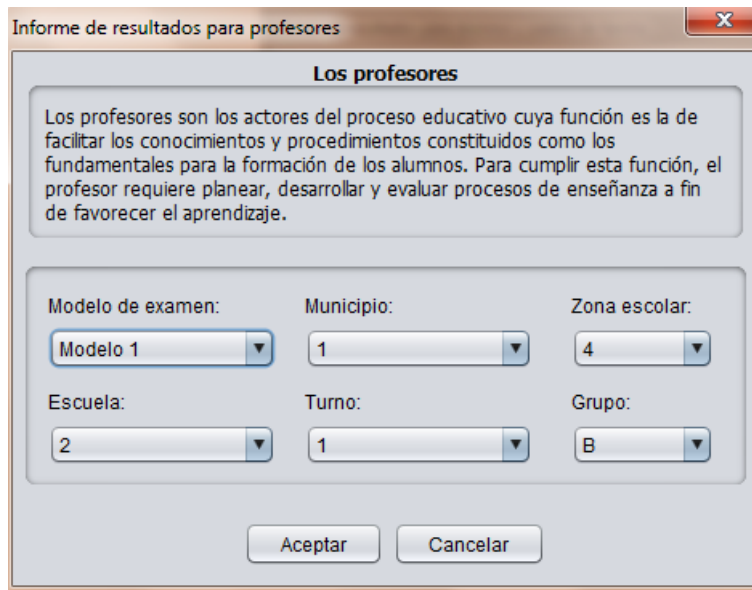 Informe de resultados para profesores
Los profesores
Los profesores son los actores del proceso educativo cuya función es la de
facilitar los conocimientos y procedimientos constituidos como los
fundamentales para la formación de los alumnos. Para cumplir esta función, el
profesor requiere planear, desarrollar y evaluar procesos de enseñanza a fin
de favorecer el aprendizaje.
Modelo de examen: Municipio: Zona escolar:
Modelo 1 1 4
Escuela: Turno: Grupo:
2 1 B
Aceptar Cancelar